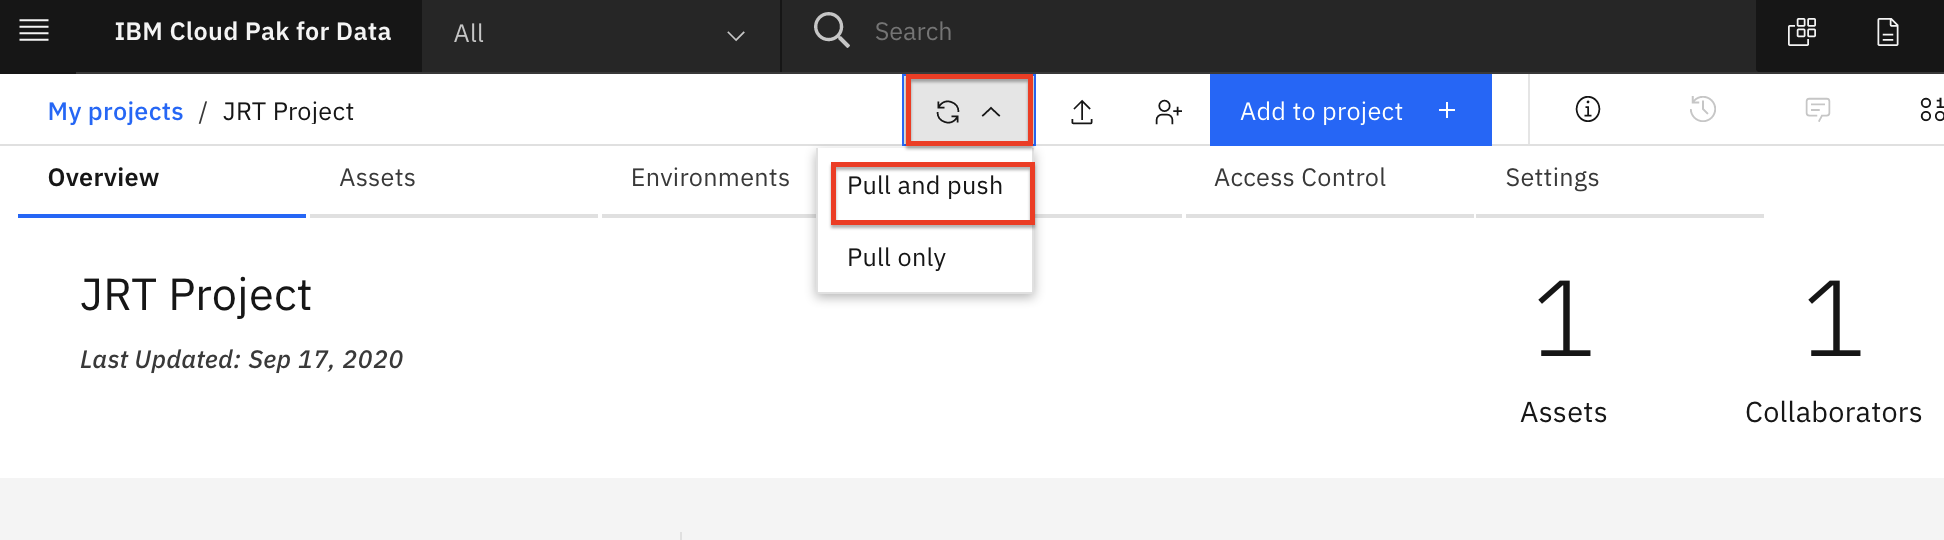 IBM Cloud Pak for Data All Search
My projects / JRT Project Add to project +
Overview Assets Environments Access Control Settings
Pull and push
Pull only
JRT Project
Last Updated: Sep 17, 2020
1 1
Assets Collaborators